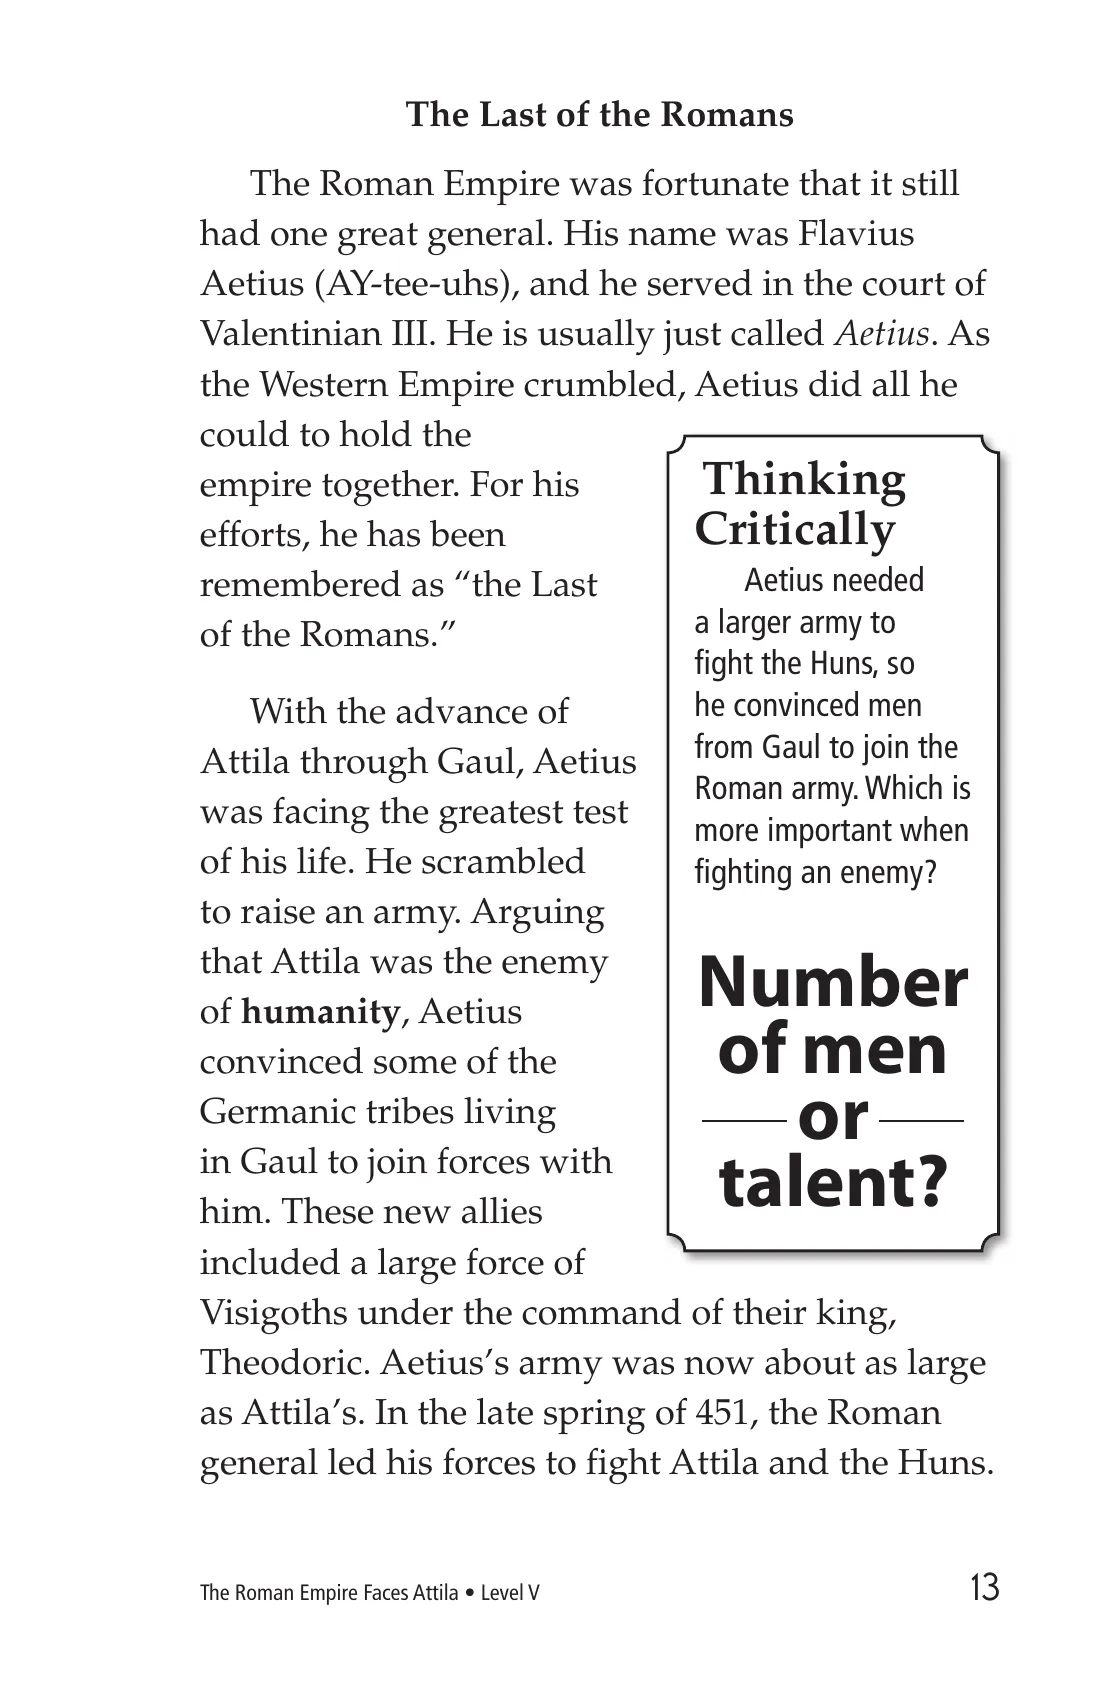 The Last of the Romans
The Roman Empire was fortunate that it still
had one great general. His name was Flavius
Aetius (AY-tee-uhs), and he served in the court of
Valentinian III. He is usually just called Aetius. As
the Western Empire crumbled, Aetius did all he
could to hold the
empire together. For his
efforts, he has been
remembered as “the Last
of the Romans.”
With the advance of
Attila through Gaul, Aetius
was facing the greatest test
of his life. He scrambled
to raise an army. Arguing
that Attila was the enemy
of humanity, Aetius
convinced some of the
Germanic tribes living
in Gaul to join forces with
him. These new allies
included a large force of
Visigoths under the command of their king,
Theodoric. Aetius’s army was now about as large
as Attila’s. In the late spring of 451, the Roman
general led his forces to fight Attila and the Huns.
Thinking
Critically
Aetius needed
a larger army to
fight the Huns, so
he convinced men
from Gaul to join the
Roman army. Which is
more important when
fighting an enemy?
Number
of men
or
talent?
The Roman Empire Faces Attila • Level V
13